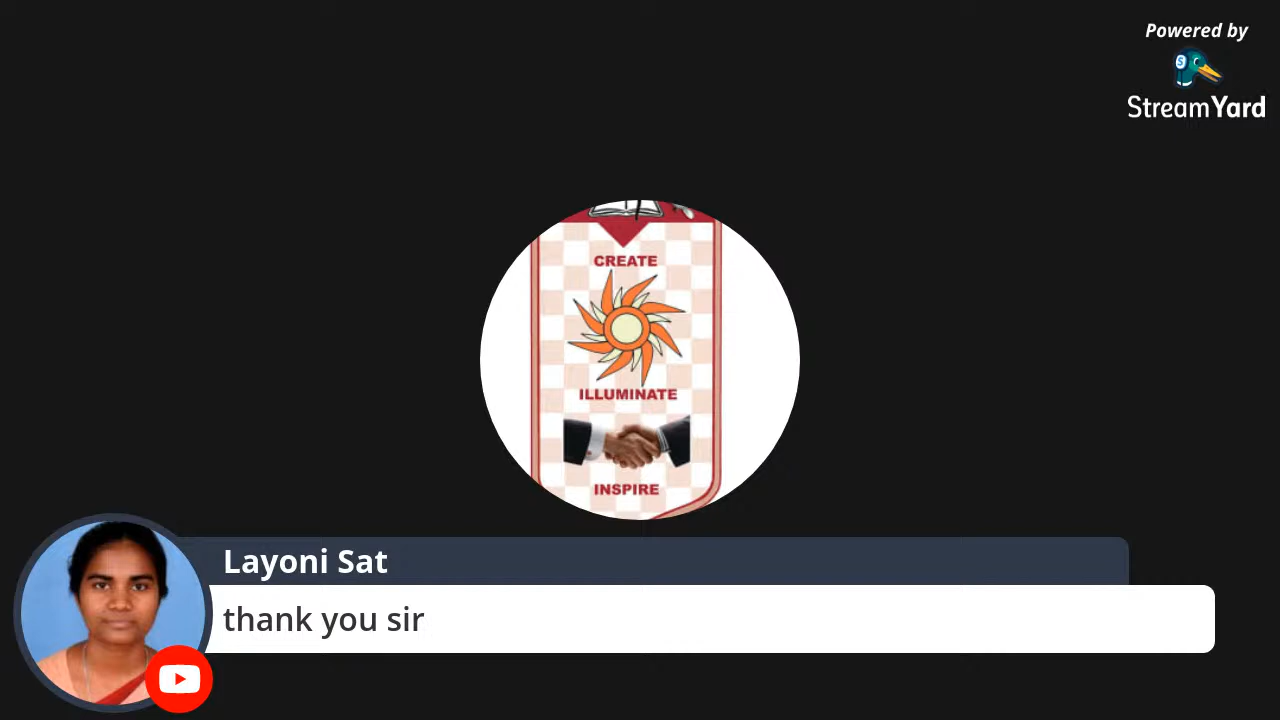 Powered by
StreamYard
CREATE
ILLUMINATE
INSPIRE
Layoni Sat
thank you sir